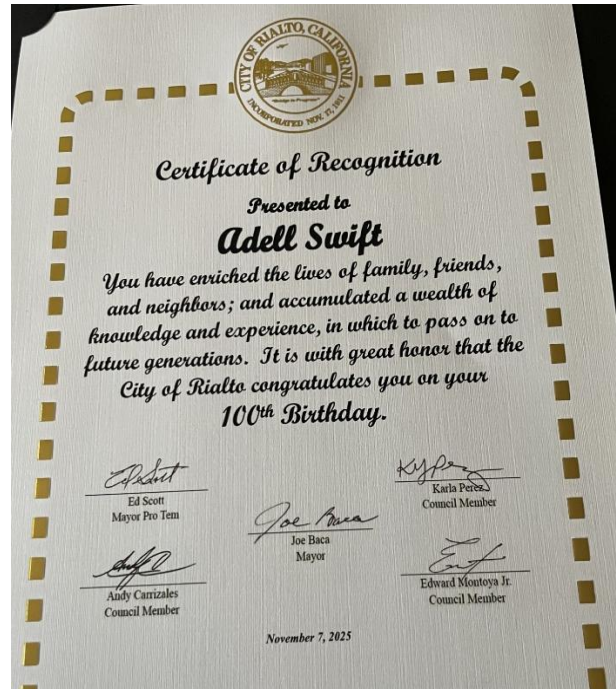 CITY OF RIALTO, CALIFORNIA
INCORPORATED NOV. 17, 1911
Certificate of Recognition
Presented to
Adell Swift
You have enriched the lives of family, friends,
and neighbors; and accumulated a wealth of
knowledge and experience, in which to pass on to
future generations. It is with great honor that the
City of Rialto congratulates you on your
100th Birthday.
Ed Scott
Mayor Pro Tem
Karla Perez
Council Member
Joe Baca
Joe Baca
Mayor
Andy Carrizales
Council Member
Edward Montoya Jr.
Council Member
November 7, 2025